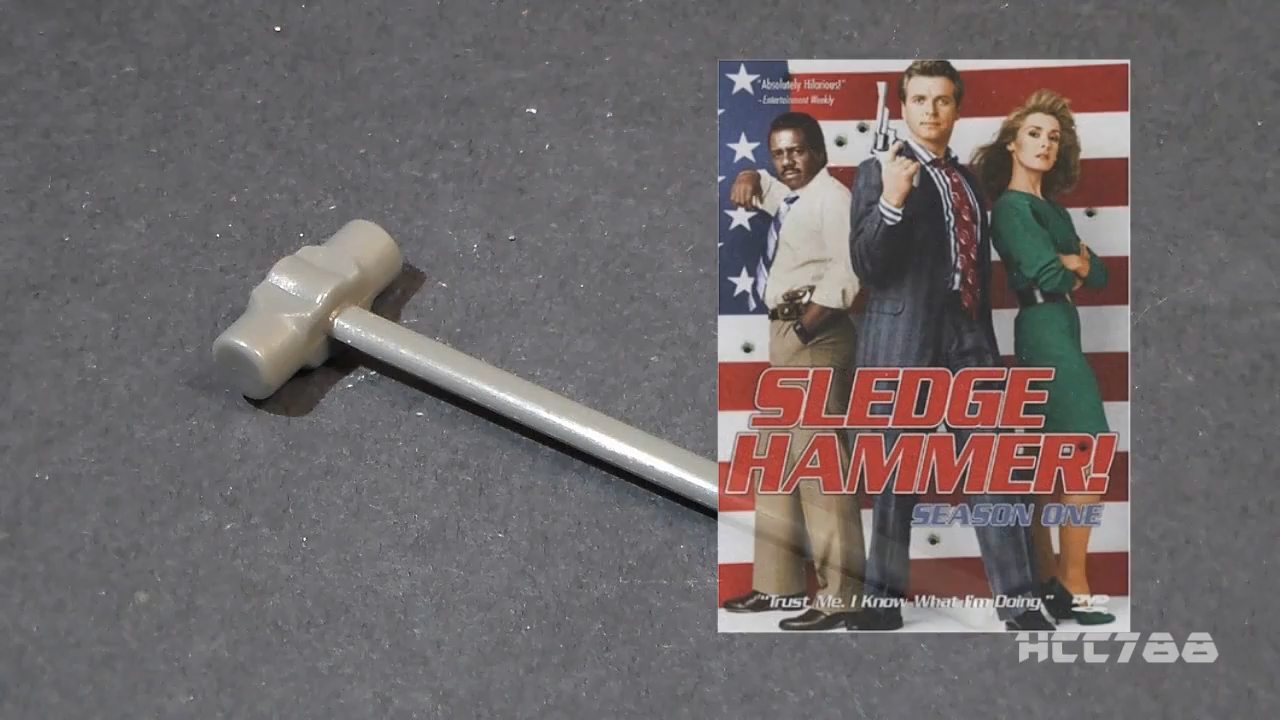 "Absolutely Hilarious!"
-Entertainment Weekly
SLEDGE
HAMMER!
SEASON ONE
"Trust Me. I Know What I'm Doing."
DVD
HCC788